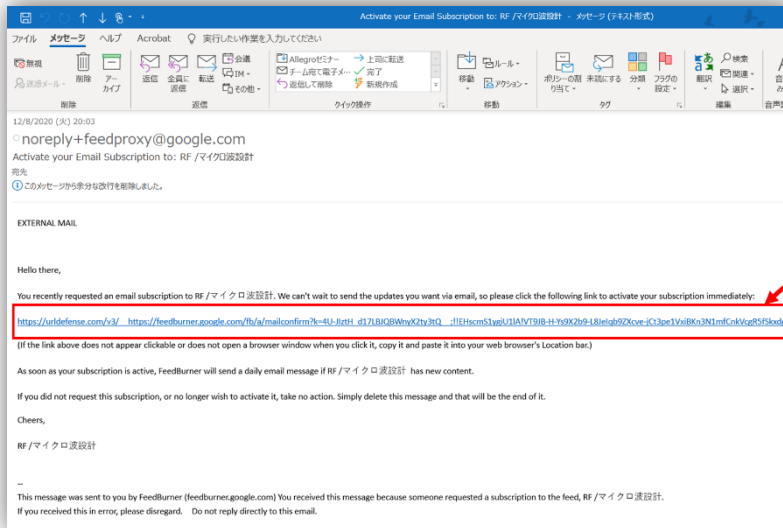 Activate your Email Subscription to: RF /マイクロ波設計 - メッセージ (テキスト形式)
ファイル メッセージ ヘルプ Acrobat 実行したい作業を入力してください
無視 迷惑メール 削除 アーカイブ
返信 全員に返信 転送 会議 IM その他
Allegroセミナー 上司に転送
チーム宛て電子メ… 完了
返信して削除 新規作成
移動 ルール アクション
ポリシーの割り当て 未読にする 分類 フラグの設定
翻訳 検索 関連 選択
削除 返信 クイック操作 移動 タグ 編集
12/8/2020 (火) 20:03
noreply+feedproxy@google.com
Activate your Email Subscription to: RF /マイクロ波設計
宛先
このメッセージから余分な改行を削除しました。
EXTERNAL MAIL
Hello there,
You recently requested an email subscription to RF /マイクロ波設計. We can't wait to send the updates you want via email, so please click the following link to activate your subscription immediately:
(If the link above does not appear clickable or does not open a browser window when you click it, copy it and paste it into your web browser's Location bar.)
As soon as your subscription is active, FeedBurner will send a daily email message if RF /マイクロ波設計 has new content.
If you did not request this subscription, or no longer wish to activate it, take no action. Simply delete this message and that will be the end of it.
Cheers,
RF /マイクロ波設計
--
This message was sent to you by FeedBurner (feedburner.google.com) You received this message because someone requested a subscription to the feed, RF /マイクロ波設計.
If you received this in error, please disregard. Do not reply directly to this email.